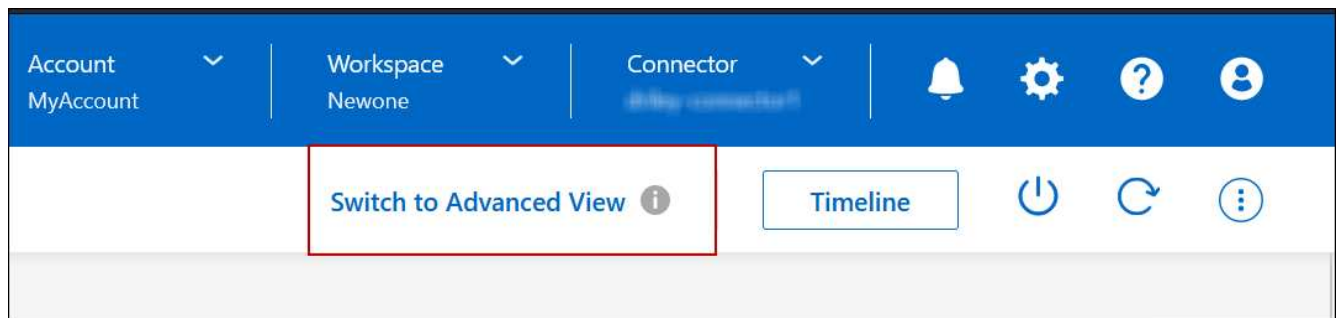 Account
MyAccount
Workspace
Newone
Connector
Switch to Advanced View
Timeline